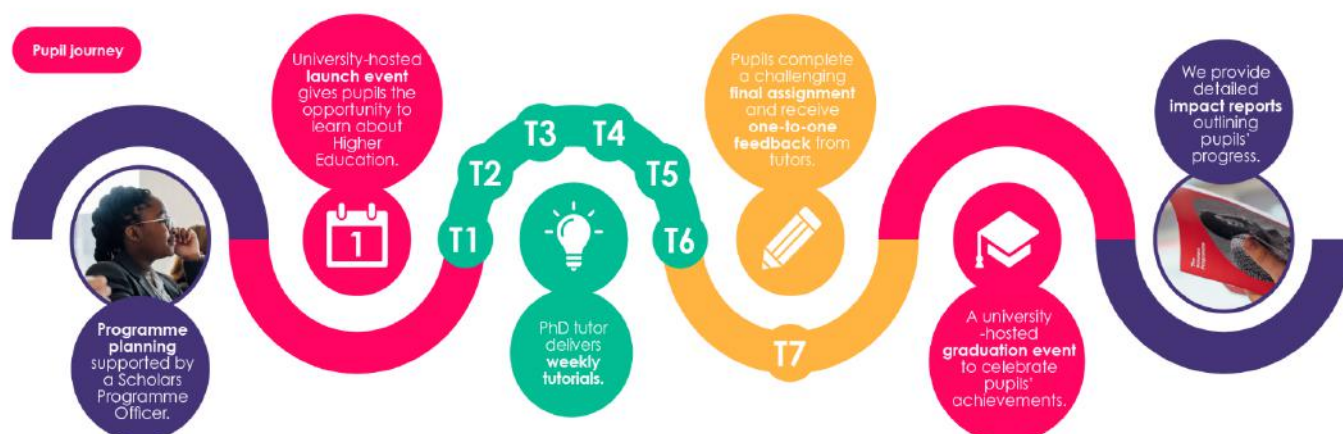 Pupil journey
Programme
planning
supported by
a Scholars
Programme
Officer.
University-hosted
launch event
gives pupils the
opportunity to
learn about
Higher
Education.
1
T1
T2
T3
T4
T5
T6
PhD tutor
delivers
weekly
tutorials.
Pupils complete
a challenging
final assignment
and receive
one-to-one
feedback from
tutors.
T7
A university
-hosted
graduation event
to celebrate
pupils'
achievements.
We provide
detailed
impact reports
outlining
pupils'
progress.